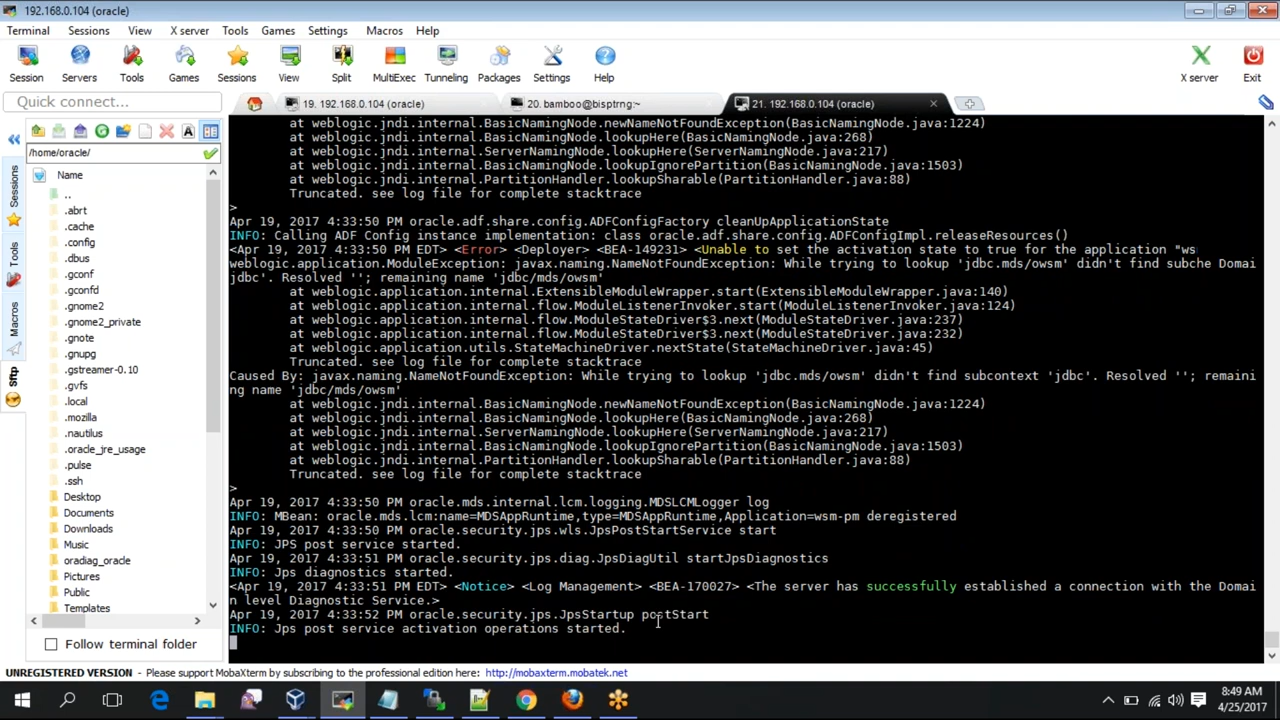 192.168.0.104 (oracle)
Terminal Sessions View X server Tools Games Settings Macros Help
Session Servers Tools Games Sessions View Split MultiExec Tunneling Packages Settings Help X server Exit
Quick connect...
19. 192.168.0.104 (oracle) 20. bamboo@bisptrng:~ 21. 192.168.0.104 (oracle)
/home/oracle/
Name
..
.abrt
.cache
.config
.dbus
.gconf
.gconfd
.gnome2
.gnome2_private
.gnote
.gnupg
.gstreamer-0.10
.gvfs
.local
.mozilla
.nautilus
.oracle_jre_usage
.pulse
.ssh
Desktop
Documents
Downloads
Music
oradiag_oracle
Pictures
Public
Templates
Follow terminal folder
Sessions
Tools
Macros
Sftp
at weblogic.jndi.internal.BasicNamingNode.newNameNotFoundException(BasicNamingNode.java:1224)
at weblogic.jndi.internal.BasicNamingNode.lookupHere(BasicNamingNode.java:268)
at weblogic.jndi.internal.ServerNamingNode.lookupHere(ServerNamingNode.java:217)
at weblogic.jndi.internal.BasicNamingNode.lookupIgnorePartition(BasicNamingNode.java:1503)
at weblogic.jndi.internal.PartitionHandler.lookupSharable(PartitionHandler.java:88)
Truncated. see log file for complete stacktrace
>
Apr 19, 2017 4:33:50 PM oracle.adf.share.config.ADFConfigFactory cleanUpApplicationState
INFO: Calling ADF Config instance implementation: class oracle.adf.share.config.ADFConfigImpl.releaseResources()
<Apr 19, 2017 4:33:50 PM EDT> <Error> <Deployer> <BEA-149231> <Unable to set the activation state to true for the application "ws
weblogic.application.ModuleException: javax.naming.NameNotFoundException: While trying to lookup 'jdbc.mds/owsm' didn't find subche Domai
jdbc'. Resolved ''; remaining name 'jdbc/mds/owsm'
at weblogic.application.internal.ExtensibleModuleWrapper.start(ExtensibleModuleWrapper.java:140)
at weblogic.application.internal.flow.ModuleListenerInvoker.start(ModuleListenerInvoker.java:124)
at weblogic.application.internal.flow.ModuleStateDriver$3.next(ModuleStateDriver.java:237)
at weblogic.application.internal.flow.ModuleStateDriver$3.next(ModuleStateDriver.java:232)
at weblogic.application.utils.StateMachineDriver.nextState(StateMachineDriver.java:45)
Truncated. see log file for complete stacktrace
Caused By: javax.naming.NameNotFoundException: While trying to lookup 'jdbc.mds/owsm' didn't find subcontext 'jdbc'. Resolved ''; remaini
ng name 'jdbc/mds/owsm'
at weblogic.jndi.internal.BasicNamingNode.newNameNotFoundException(BasicNamingNode.java:1224)
at weblogic.jndi.internal.BasicNamingNode.lookupHere(BasicNamingNode.java:268)
at weblogic.jndi.internal.ServerNamingNode.lookupHere(ServerNamingNode.java:217)
at weblogic.jndi.internal.BasicNamingNode.lookupIgnorePartition(BasicNamingNode.java:1503)
at weblogic.jndi.internal.PartitionHandler.lookupSharable(PartitionHandler.java:88)
Truncated. see log file for complete stacktrace
>
Apr 19, 2017 4:33:50 PM oracle.mds.internal.lcm.logging.MDSLCMLogger log
INFO: MBean: oracle.mds.lcm:name=MDSAppRuntime,type=MDSAppRuntime,Application=wsm-pm deregistered
Apr 19, 2017 4:33:50 PM oracle.security.jps.wls.JpsPostStartService start
INFO: JPS post service started.
Apr 19, 2017 4:33:51 PM oracle.security.jps.diag.JpsDiagUtil startJpsDiagnostics
INFO: Jps diagnostics started.
<Apr 19, 2017 4:33:51 PM EDT> <Notice> <Log Management> <BEA-170027> <The server has successfully established a connection with the Domai
n level Diagnostic Service.>
Apr 19, 2017 4:33:52 PM oracle.security.jps.JpsStartup postStart
INFO: Jps post service activation operations started.
UNREGISTERED VERSION - Please support MobaXterm by subscribing to the professional edition here: http://mobaxterm.mobatek.net
8:49 AM
4/25/2017